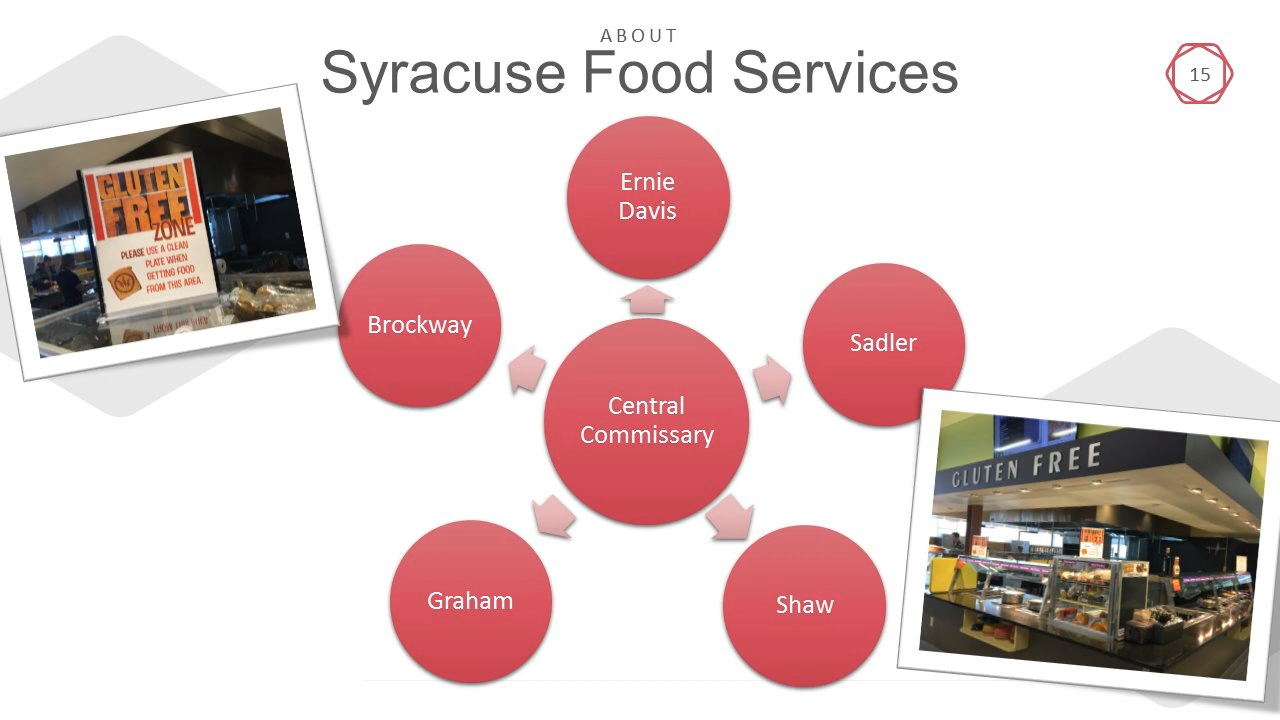 ABOUT
Syracuse Food Services
15
GLUTEN
FREE
ZONE
PLEASE USE A CLEAN
PLATE WHEN
GETTING FOOD
FROM THIS AREA.
Ernie
Davis
Brockway
Sadler
Central
Commissary
Graham
Shaw
GLUTEN FREE